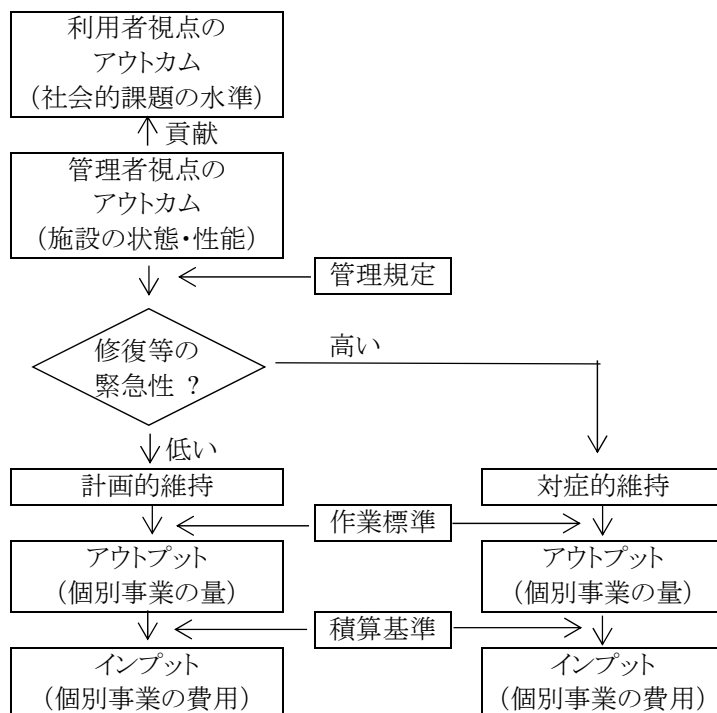 利用者視点の
アウトカム
（社会的課題の水準）
貢献
管理者視点の
アウトカム
（施設の状態・性能）
管理規定
修復等の
緊急性 ？
高い
低い
計画的維持
対症的維持
作業標準
アウトプット
（個別事業の量）
アウトプット
（個別事業の量）
積算基準
インプット
（個別事業の費用）
インプット
（個別事業の費用）